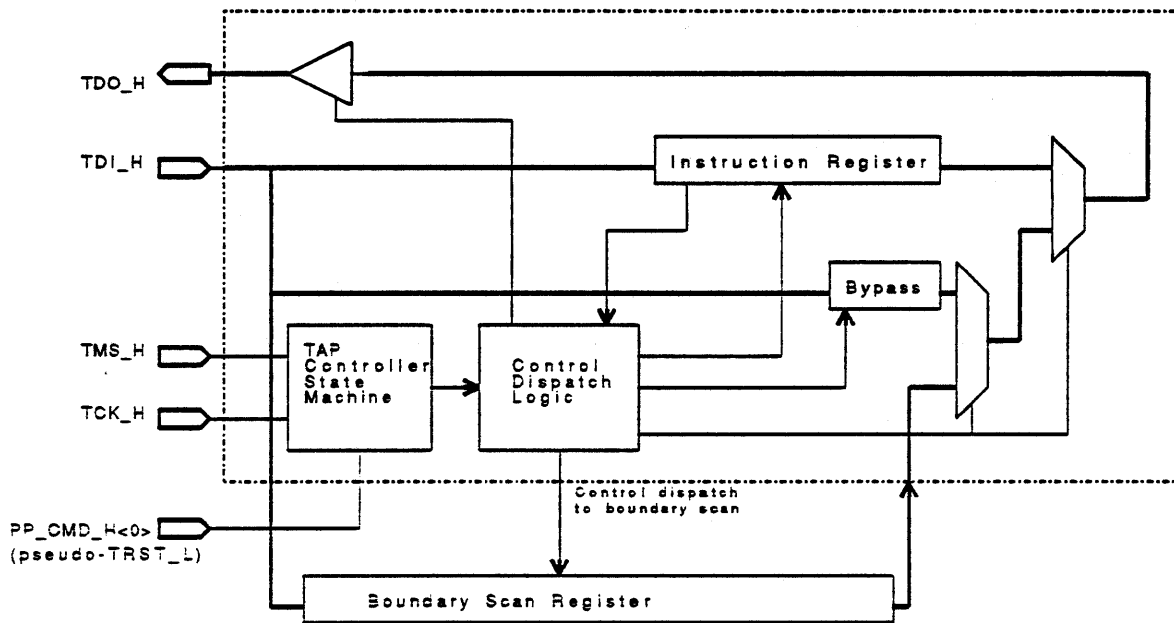 TDO_H
TDI_H
Instruction Register
Bypass
TMS_H
TAP
Controller
State
Machine
Control
Dispatch
Logic
TCK_H
Control dispatch
to boundary scan
PP_CMD_H<0>
(pseudo-TRST_L)
Boundary Scan Register